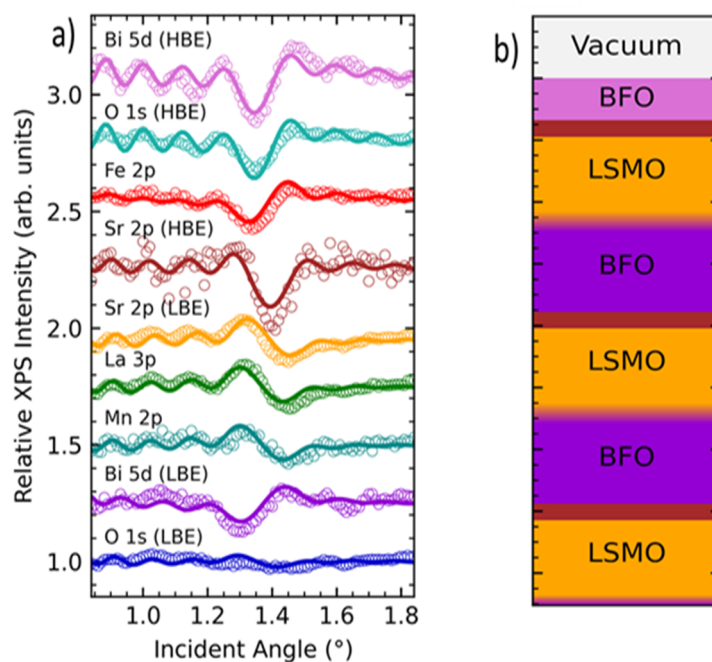 a)
Bi 5d (HBE)
O 1s (HBE)
Fe 2p
Sr 2p (HBE)
Sr 2p (LBE)
La 3p
Mn 2p
Bi 5d (LBE)
O 1s (LBE)
3.0
2.5
2.0
1.5
1.0
Relative XPS Intensity (arb. units)
1.0 1.2 1.4 1.6 1.8
Incident Angle (°)
b)
Vacuum
BFO
LSMO
BFO
LSMO
BFO
LSMO